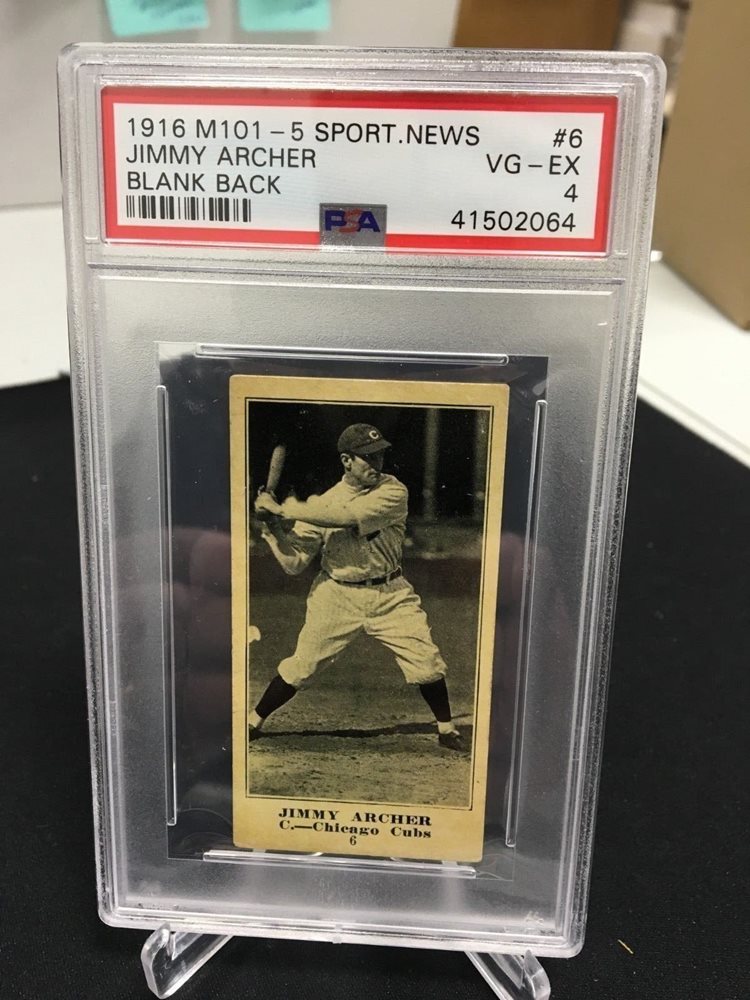 1916 M101-5 SPORT.NEWS #6
JIMMY ARCHER VG-EX
BLANK BACK 4
PSA 41502064
C
JIMMY ARCHER
C.—Chicago Cubs
6